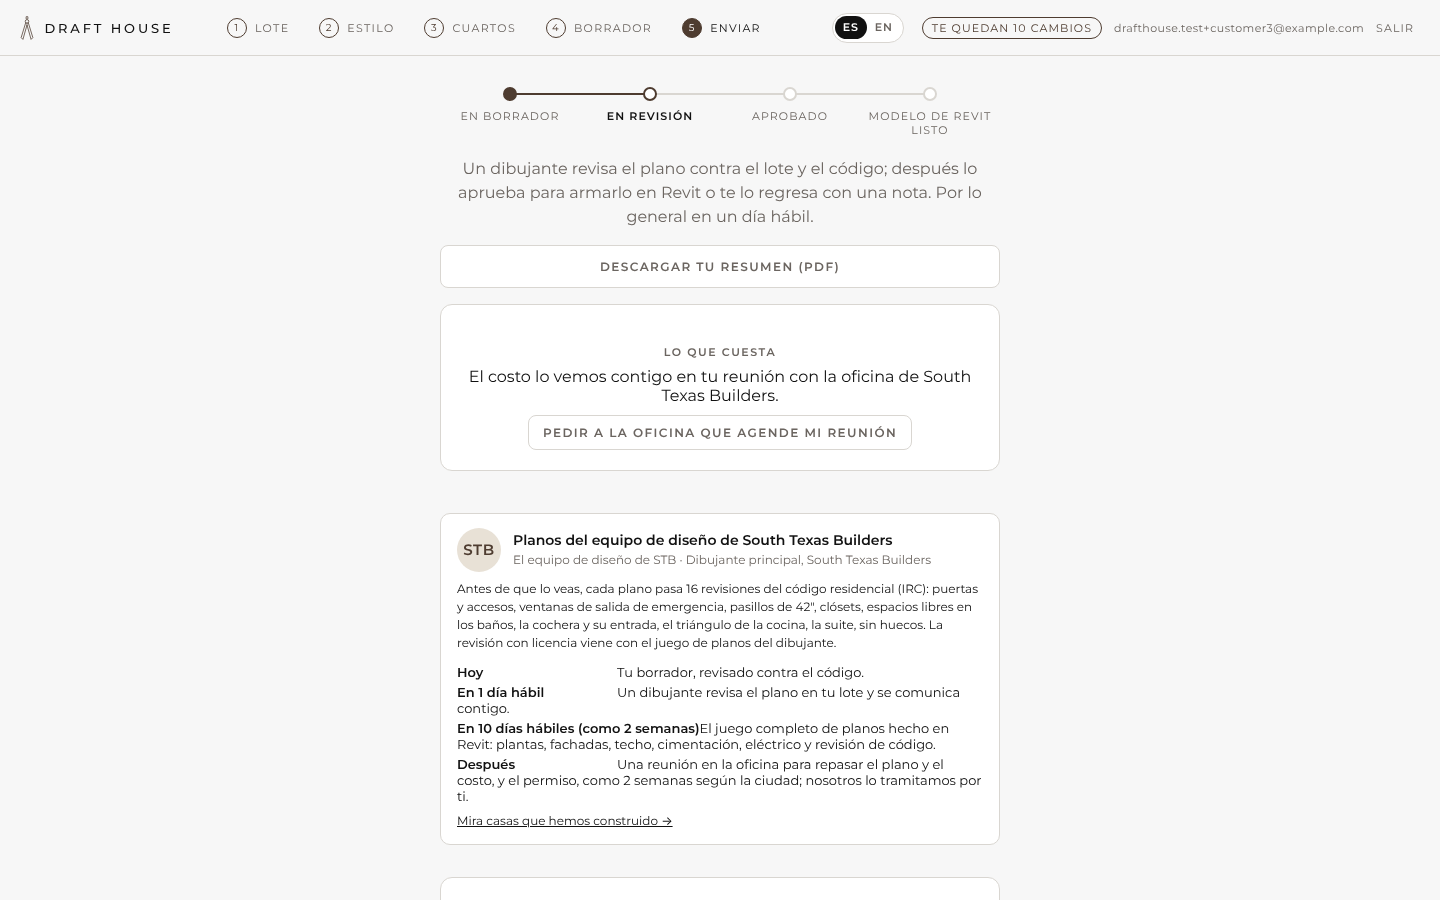 DRAFT HOUSE
1 LOTE
2 ESTILO
3 CUARTOS
4 BORRADOR
5 ENVIAR
ES EN
TE QUEDAN 10 CAMBIOS
drafthouse.test+customer3@example.com
SALIR
EN BORRADOR
EN REVISIÓN
APROBADO
MODELO DE REVIT
LISTO
Un dibujante revisa el plano contra el lote y el código; después lo
aprueba para armarlo en Revit o te lo regresa con una nota. Por lo
general en un día hábil.
DESCARGAR TU RESUMEN (PDF)
LO QUE CUESTA
El costo lo vemos contigo en tu reunión con la oficina de South
Texas Builders.
PEDIR A LA OFICINA QUE AGENDE MI REUNIÓN
STB
Planos del equipo de diseño de South Texas Builders
El equipo de diseño de STB · Dibujante principal, South Texas Builders
Antes de que lo veas, cada plano pasa 16 revisiones del código residencial (IRC): puertas
y accesos, ventanas de salida de emergencia, pasillos de 42", clósets, espacios libres en
los baños, la cochera y su entrada, el triángulo de la cocina, la suite, sin huecos. La
revisión con licencia viene con el juego de planos del dibujante.
Hoy Tu borrador, revisado contra el código.
En 1 día hábil Un dibujante revisa el plano en tu lote y se comunica
contigo.
En 10 días hábiles (como 2 semanas)El juego completo de planos hecho en
Revit: plantas, fachadas, techo, cimentación, eléctrico y revisión de código.
Después Una reunión en la oficina para repasar el plano y el
costo, y el permiso, como 2 semanas según la ciudad; nosotros lo tramitamos por
ti.
Mira casas que hemos construido →